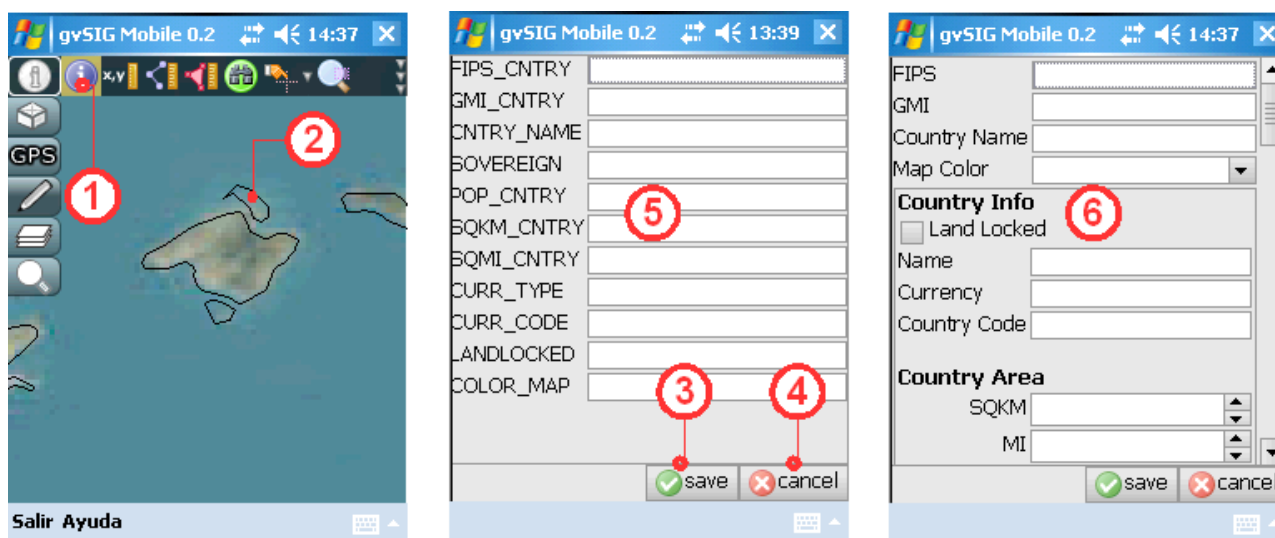 gvSIG Mobile 0.2 14:37
x,y
GPS
1
2
Salir Ayuda
gvSIG Mobile 0.2 13:39
FIPS_CNTRY
GMI_CNTRY
CNTRY_NAME
SOVEREIGN
POP_CNTRY
SQKM_CNTRY
SQMI_CNTRY
CURR_TYPE
CURR_CODE
LANDLOCKED
COLOR_MAP
5
3
4
save cancel
gvSIG Mobile 0.2 14:37
FIPS
GMI
Country Name
Map Color
Country Info
6
Land Locked
Name
Currency
Country Code
Country Area
SQKM
MI
save cancel